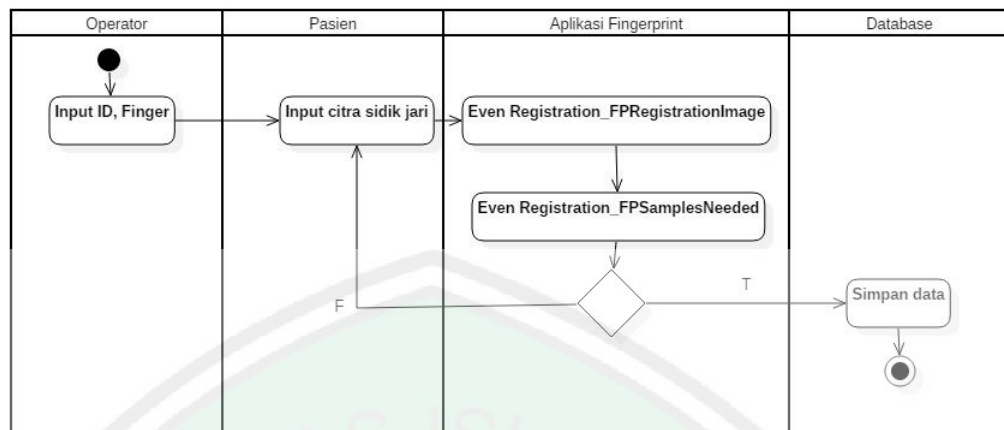 Operator
Pasien
Aplikasi Fingerprint
Database
Input ID, Finger
Input citra sidik jari
Even Registration_FPRegistrationImage
Even Registration_FPSamplesNeeded
F
T
Simpan data